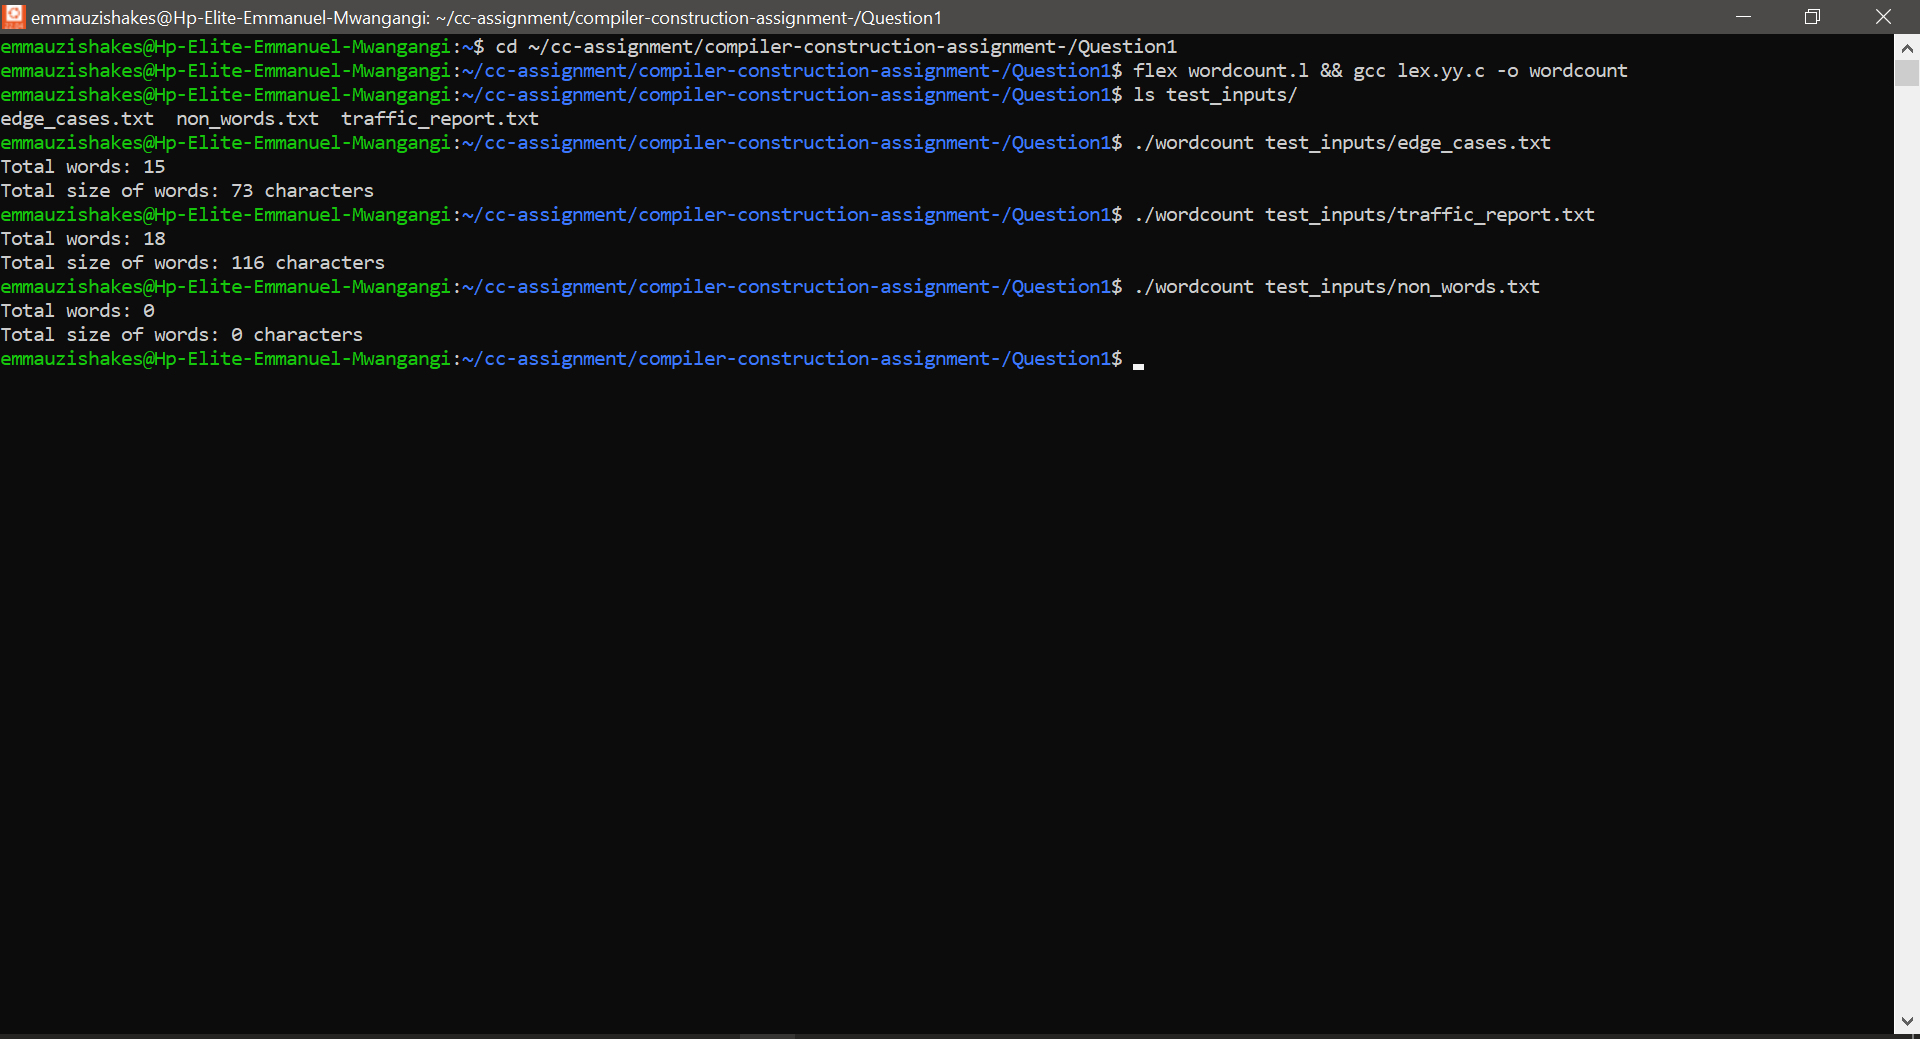 emmauzishakes@Hp-Elite-Emmanuel-Mwangangi: ~/cc-assignment/compiler-construction-assignment-/Question1
emmauzishakes@Hp-Elite-Emmanuel-Mwangangi:~$ cd ~/cc-assignment/compiler-construction-assignment-/Question1
emmauzishakes@Hp-Elite-Emmanuel-Mwangangi:~/cc-assignment/compiler-construction-assignment-/Question1$ flex wordcount.l && gcc lex.yy.c -o wordcount
emmauzishakes@Hp-Elite-Emmanuel-Mwangangi:~/cc-assignment/compiler-construction-assignment-/Question1$ ls test_inputs/
edge_cases.txt  non_words.txt  traffic_report.txt
emmauzishakes@Hp-Elite-Emmanuel-Mwangangi:~/cc-assignment/compiler-construction-assignment-/Question1$ ./wordcount test_inputs/edge_cases.txt
Total words: 15
Total size of words: 73 characters
emmauzishakes@Hp-Elite-Emmanuel-Mwangangi:~/cc-assignment/compiler-construction-assignment-/Question1$ ./wordcount test_inputs/traffic_report.txt
Total words: 18
Total size of words: 116 characters
emmauzishakes@Hp-Elite-Emmanuel-Mwangangi:~/cc-assignment/compiler-construction-assignment-/Question1$ ./wordcount test_inputs/non_words.txt
Total words: 0
Total size of words: 0 characters
emmauzishakes@Hp-Elite-Emmanuel-Mwangangi:~/cc-assignment/compiler-construction-assignment-/Question1$